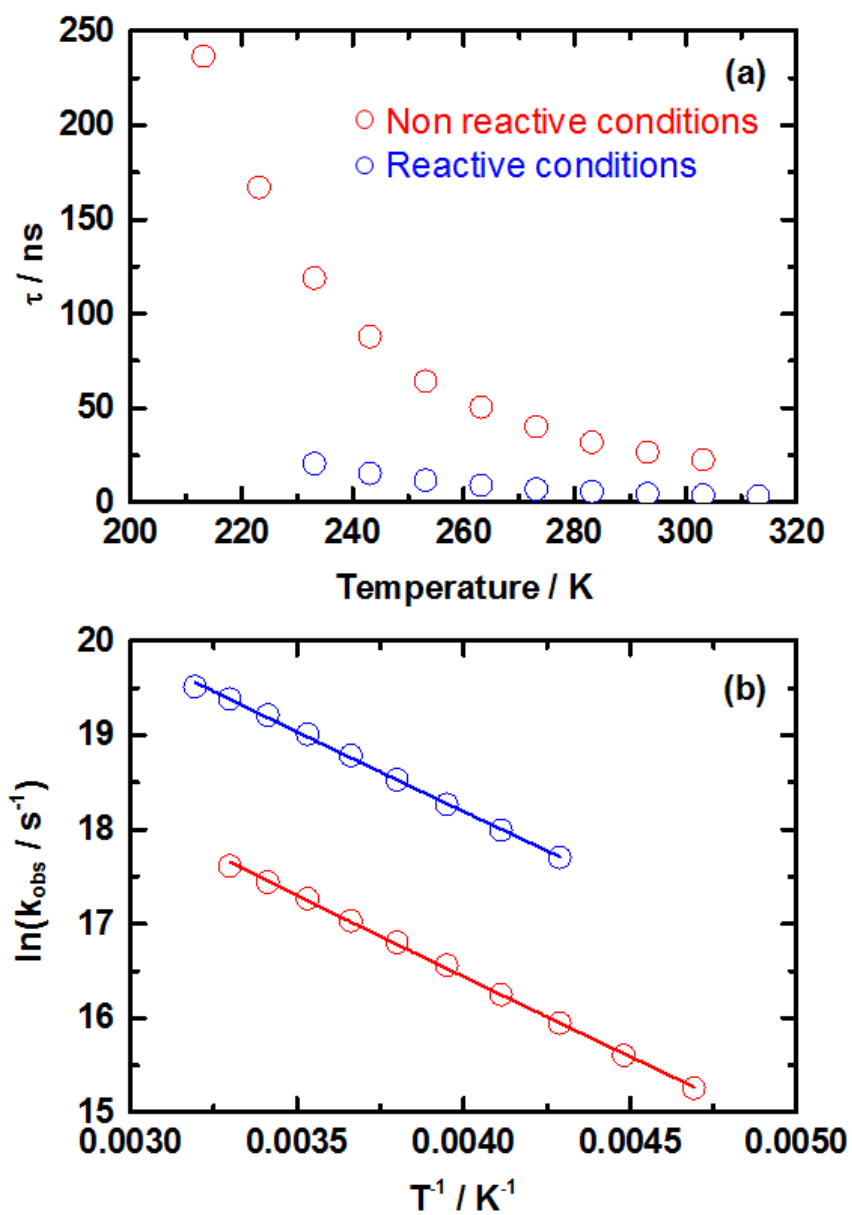 (a)
Non reactive conditions
Reactive conditions
τ / ns
250
200
150
100
50
0
200 220 240 260 280 300 320
Temperature / K
(b)
ln(k_obs / s⁻¹)
20
19
18
17
16
15
0.0030 0.0035 0.0040 0.0045 0.0050
T⁻¹ / K⁻¹